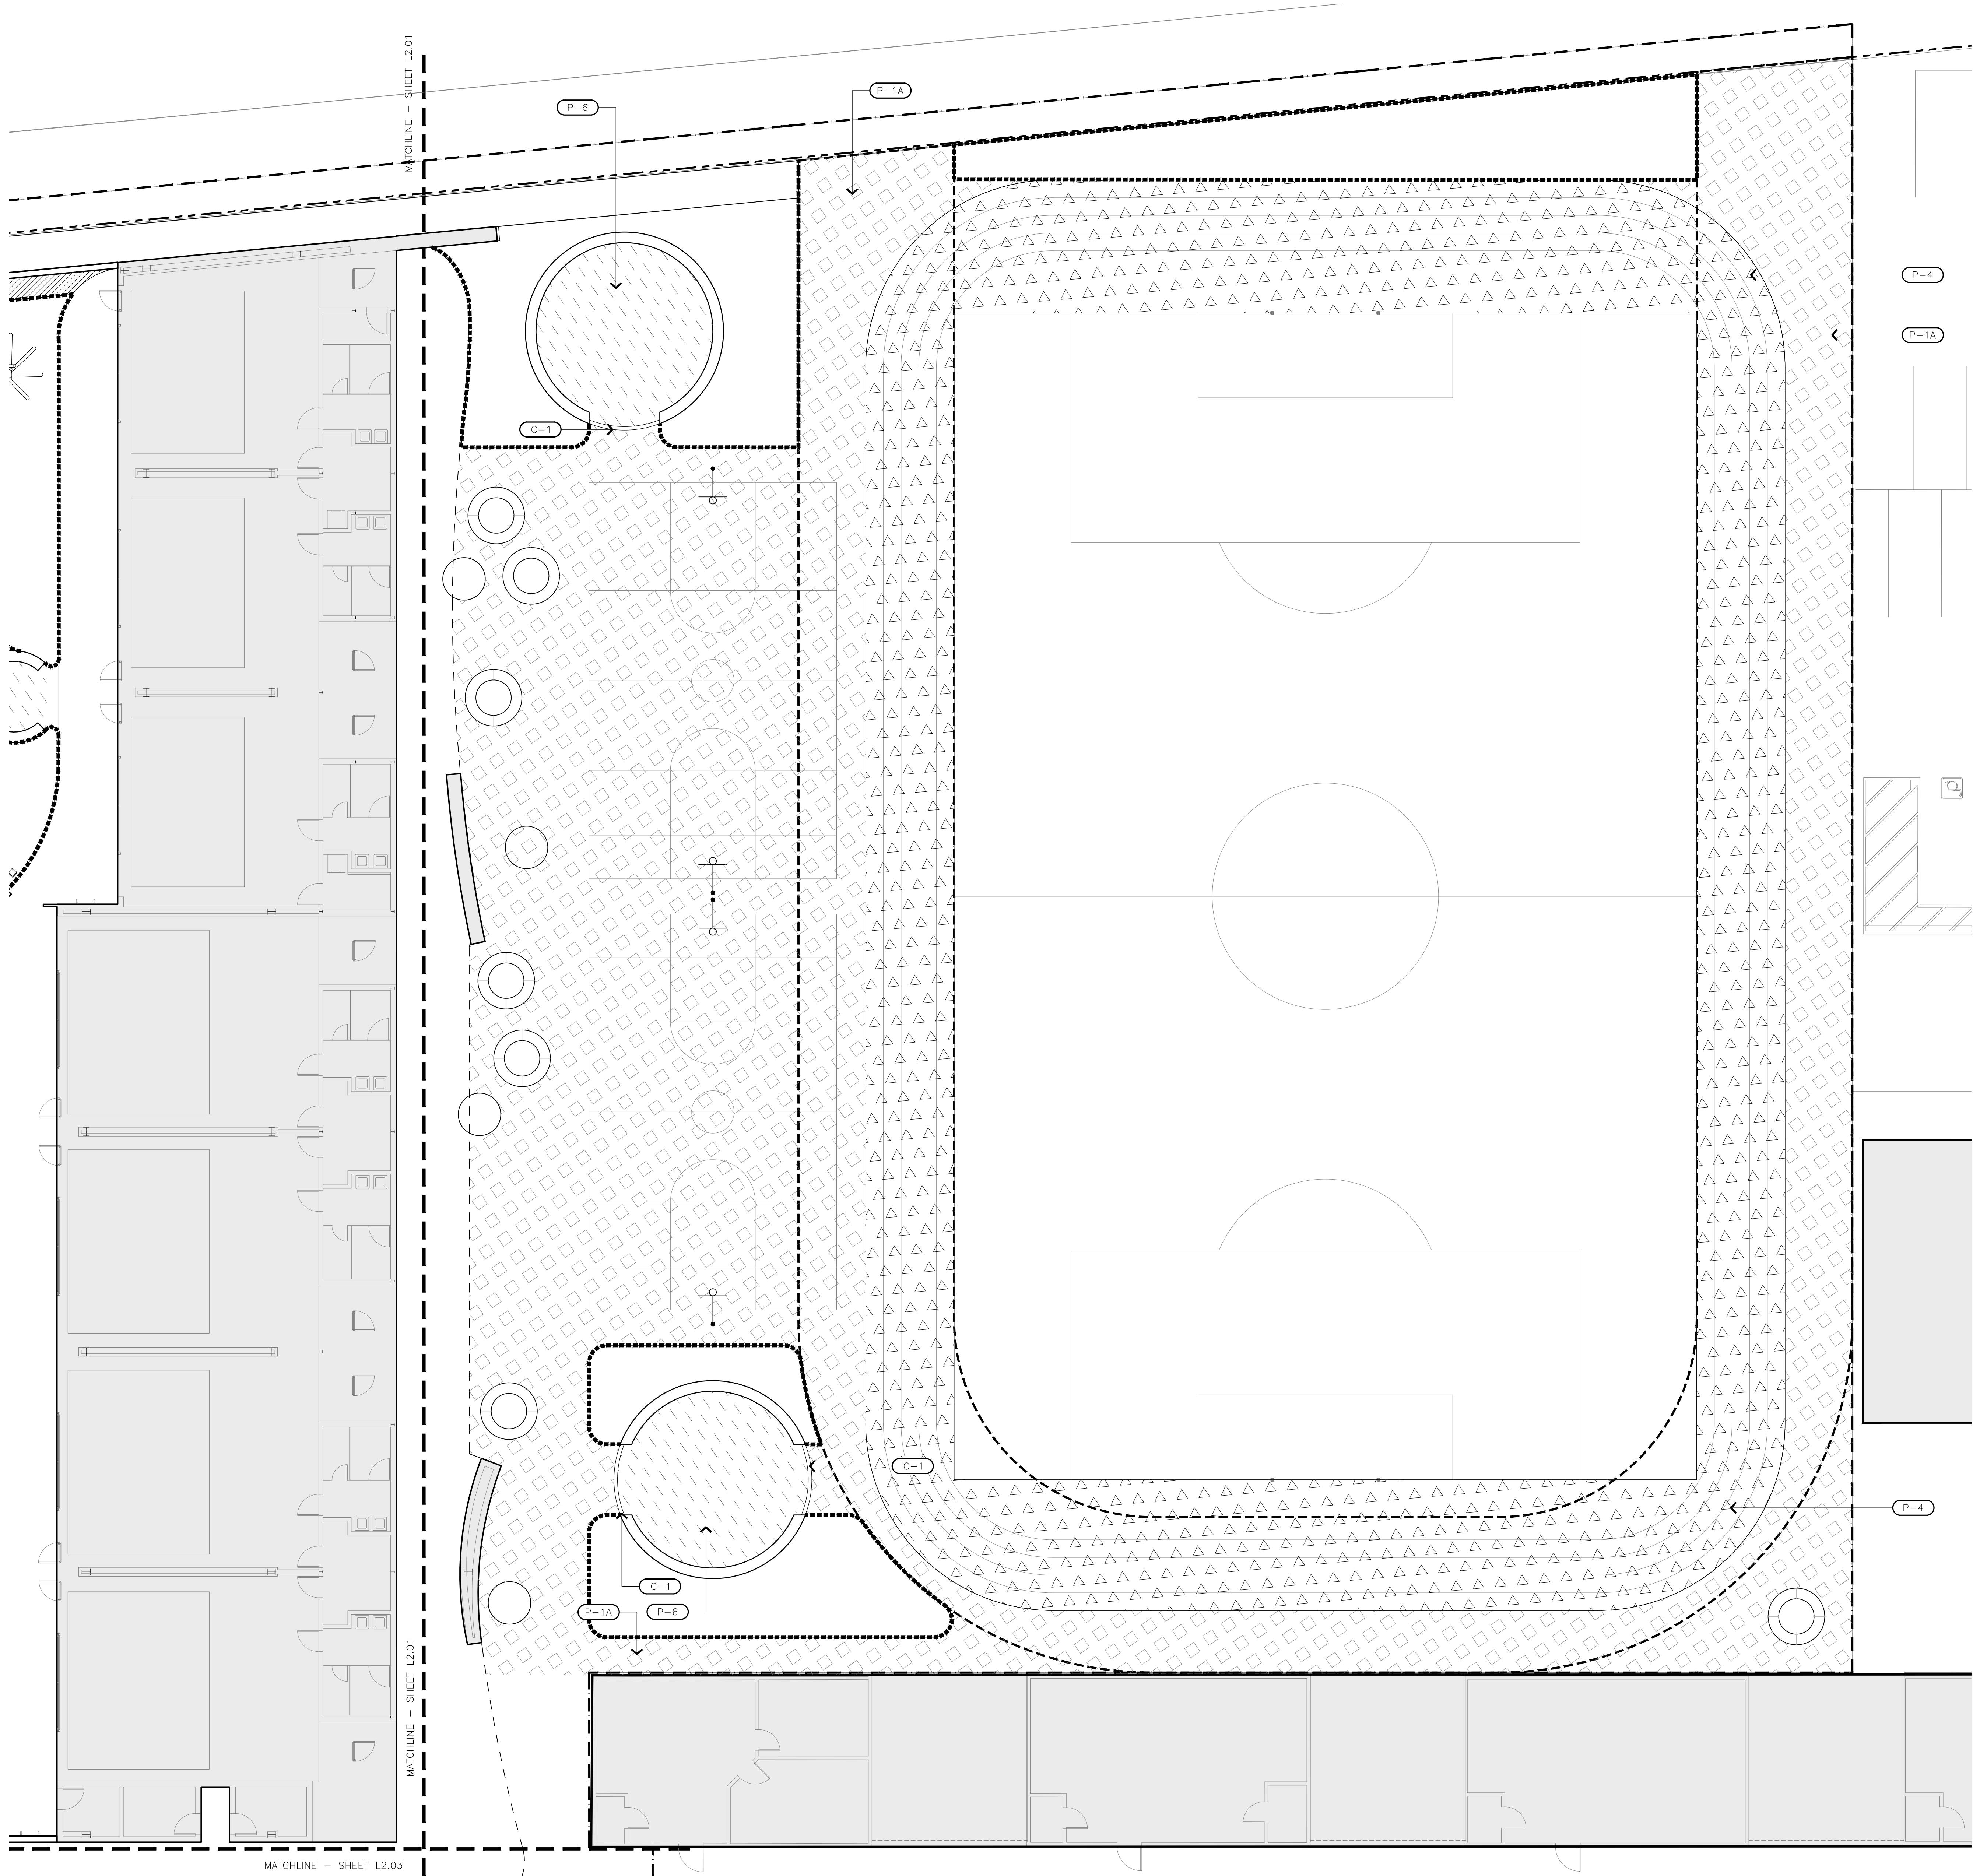 MATCHLINE – SHEET L2.01
P-6
P-1A
P-4
P-1A
C-1
C-1
P-4
C-1
P-1A
P-6
MATCHLINE – SHEET L2.01
MATCHLINE – SHEET L2.03